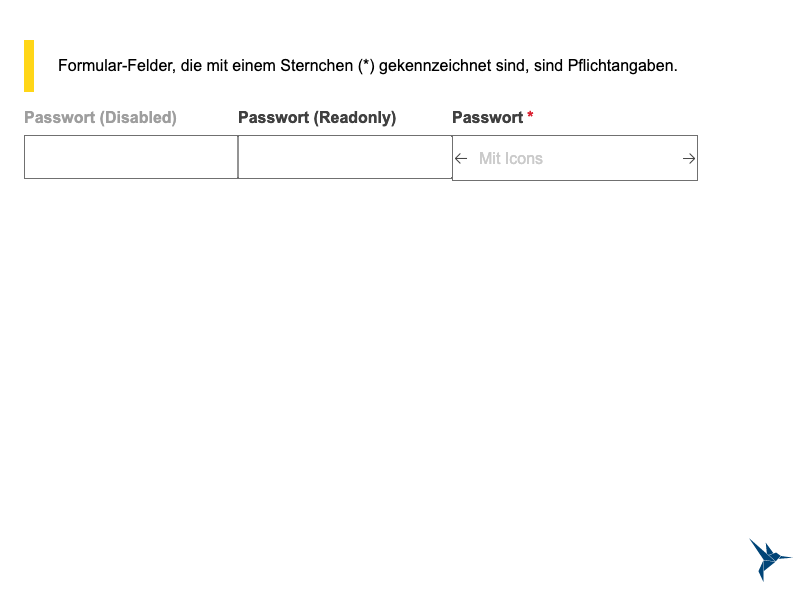 Formular-Felder, die mit einem Sternchen (*) gekennzeichnet sind, sind Pflichtangaben.
Passwort (Disabled) Passwort (Readonly) Passwort *
← Mit Icons →